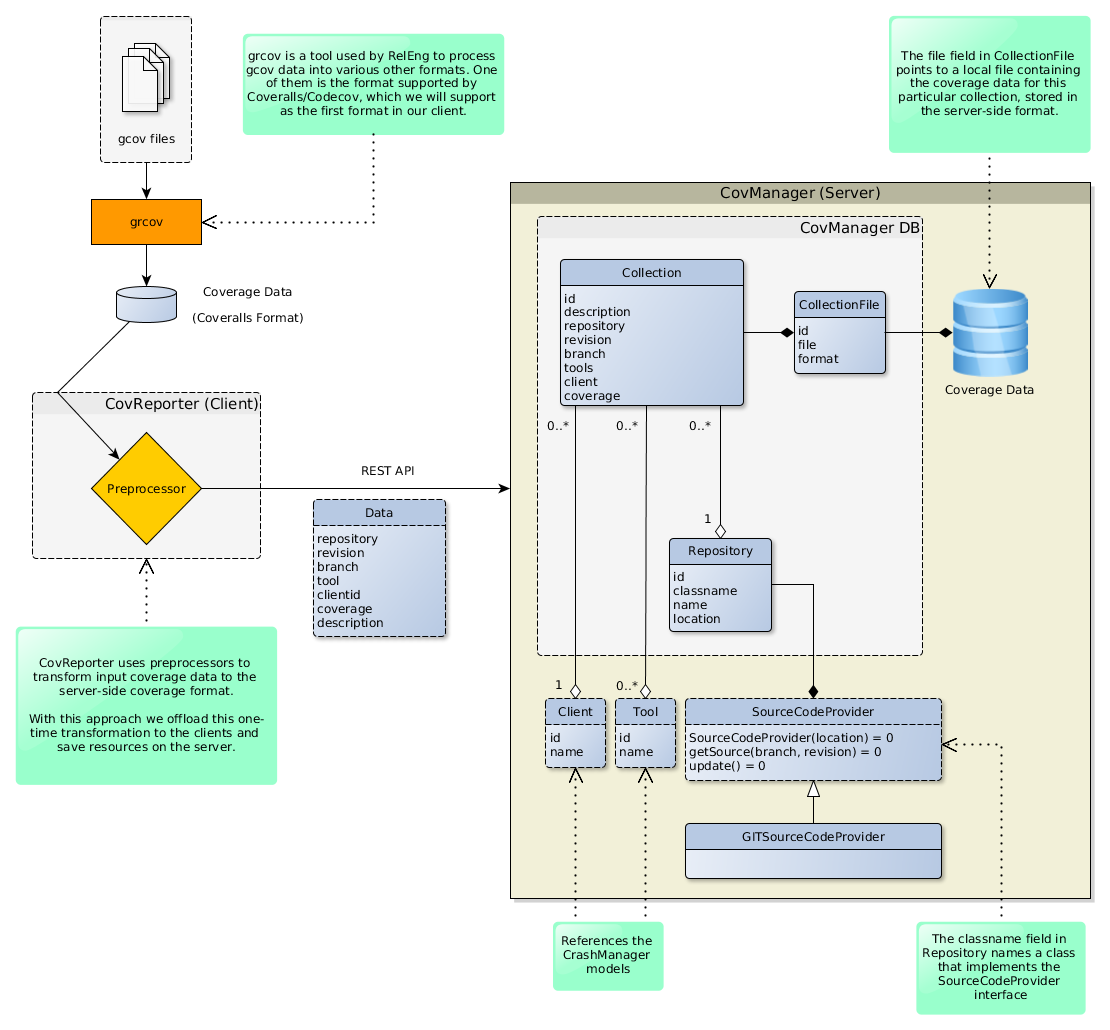 gcov files
grcov is a tool used by RelEng to process
gcov data into various other formats. One
of them is the format supported by
Coveralls/Codecov, which we will support
as the first format in our client.
The file field in CollectionFile
points to a local file containing
the coverage data for this
particular collection, stored in
the server-side format.
grcov
Coverage Data
(Coveralls Format)
CovReporter (Client)
Preprocessor
REST API
Data
repository
revision
branch
tool
clientid
coverage
description
CovReporter uses preprocessors to
transform input coverage data to the
server-side coverage format.
With this approach we offload this one-
time transformation to the clients and
save resources on the server.
CovManager (Server)
CovManager DB
Collection
id
description
repository
revision
branch
tools
client
coverage
CollectionFile
id
file
format
Coverage Data
0..*
0..*
0..*
1
Repository
id
classname
name
location
1
0..*
Client
id
name
Tool
id
name
SourceCodeProvider
SourceCodeProvider(location) = 0
getSource(branch, revision) = 0
update() = 0
GITSourceCodeProvider
References the
CrashManager
models
The classname field in
Repository names a class
that implements the
SourceCodeProvider
interface